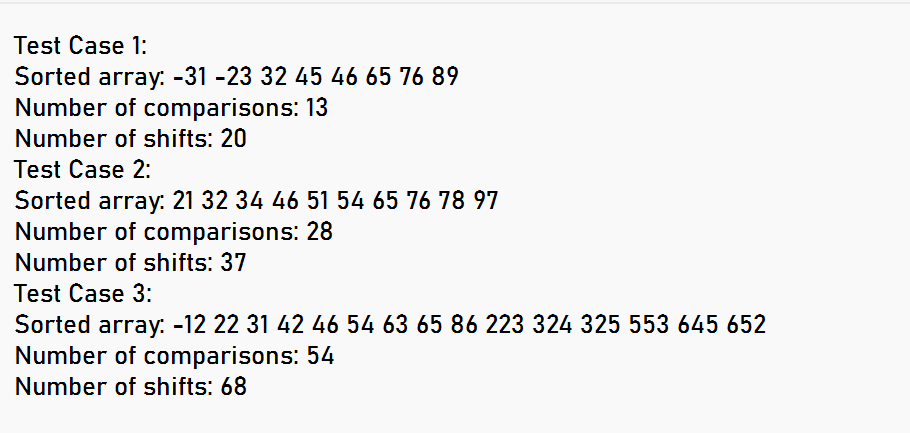 Test Case 1:
Sorted array: -31 -23 32 45 46 65 76 89
Number of comparisons: 13
Number of shifts: 20
Test Case 2:
Sorted array: 21 32 34 46 51 54 65 76 78 97
Number of comparisons: 28
Number of shifts: 37
Test Case 3:
Sorted array: -12 22 31 42 46 54 63 65 86 223 324 325 553 645 652
Number of comparisons: 54
Number of shifts: 68